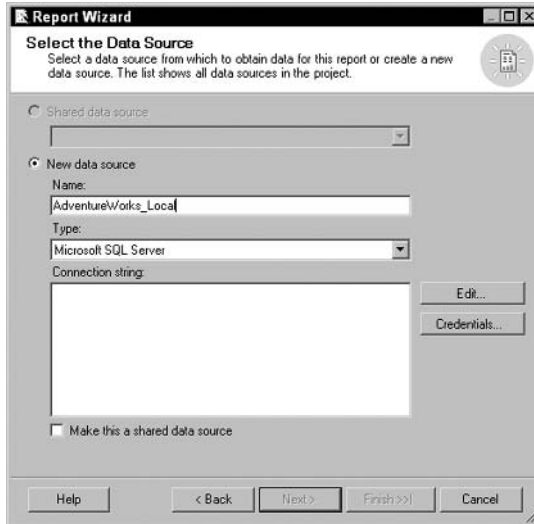 Report Wizard
Select the Data Source
Select a data source from which to obtain data for this report or create a new
data source. The list shows all data sources in the project.
Shared data source
New data source
Name:
AdventureWorks_Local
Type:
Microsoft SQL Server
Connection string:
Edit...
Credentials...
Make this a shared data source
Help
< Back
Next >
Finish >>|
Cancel